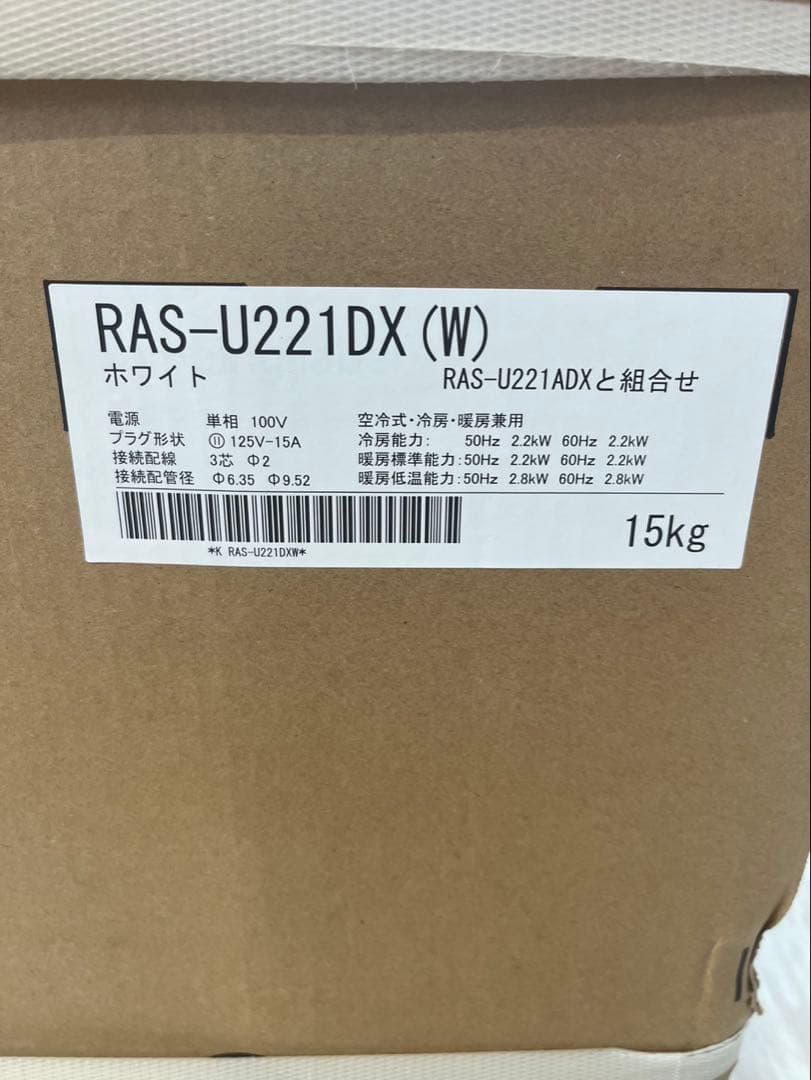 RAS-U221DX(W)
ホワイト RAS-U221ADXと組合せ
電源 単相 100V 空冷式・冷房・暖房兼用
プラグ形状 125V-15A 冷房能力: 50Hz 2.2kW 60Hz 2.2kW
接続配線 3芯 Φ2 暖房標準能力:50Hz 2.2kW 60Hz 2.2kW
接続配管径 Φ6.35 Φ9.52 暖房低温能力:50Hz 2.8kW 60Hz 2.8kW
*K RAS-U221DXW*
15kg